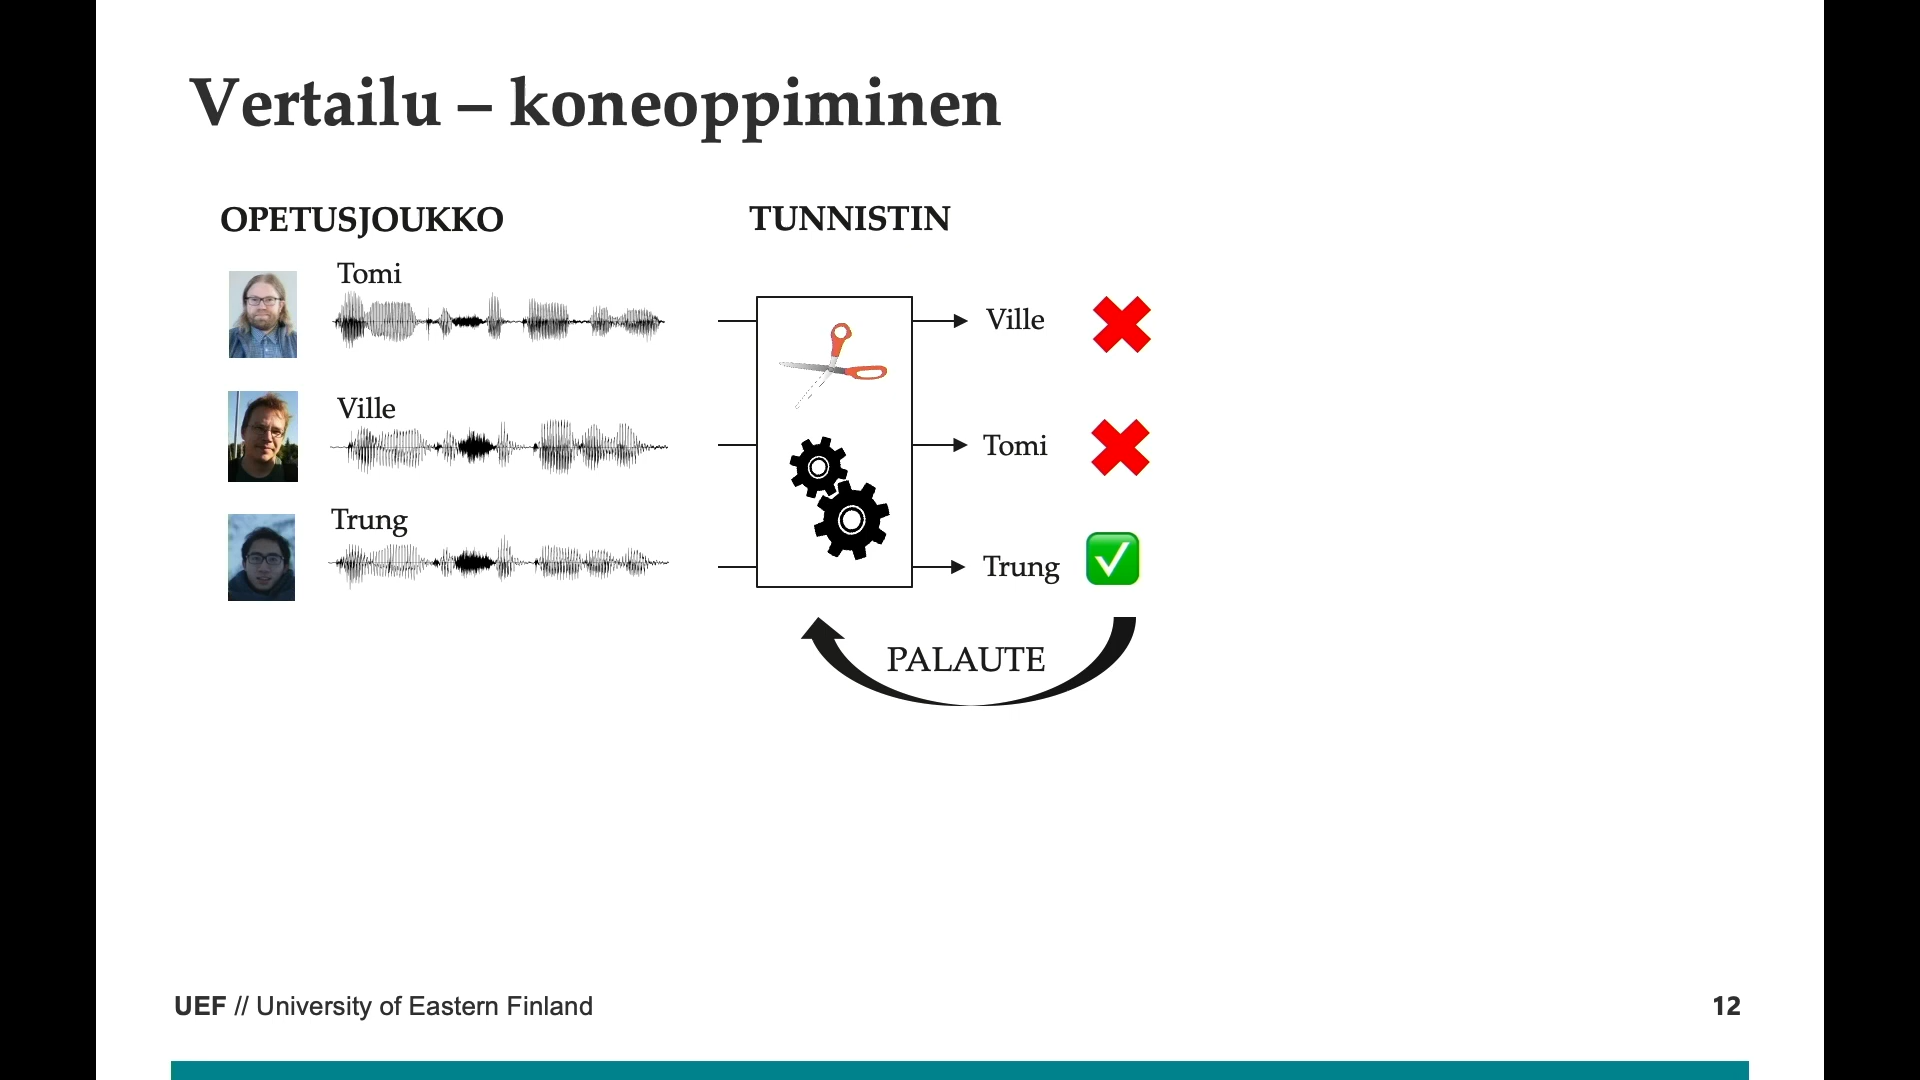 Vertailu – koneoppiminen
OPETUSJOUKKO
TUNNISTIN
Tomi
Ville
Trung
Ville
Tomi
Trung
PALAUTE
UEF // University of Eastern Finland
12